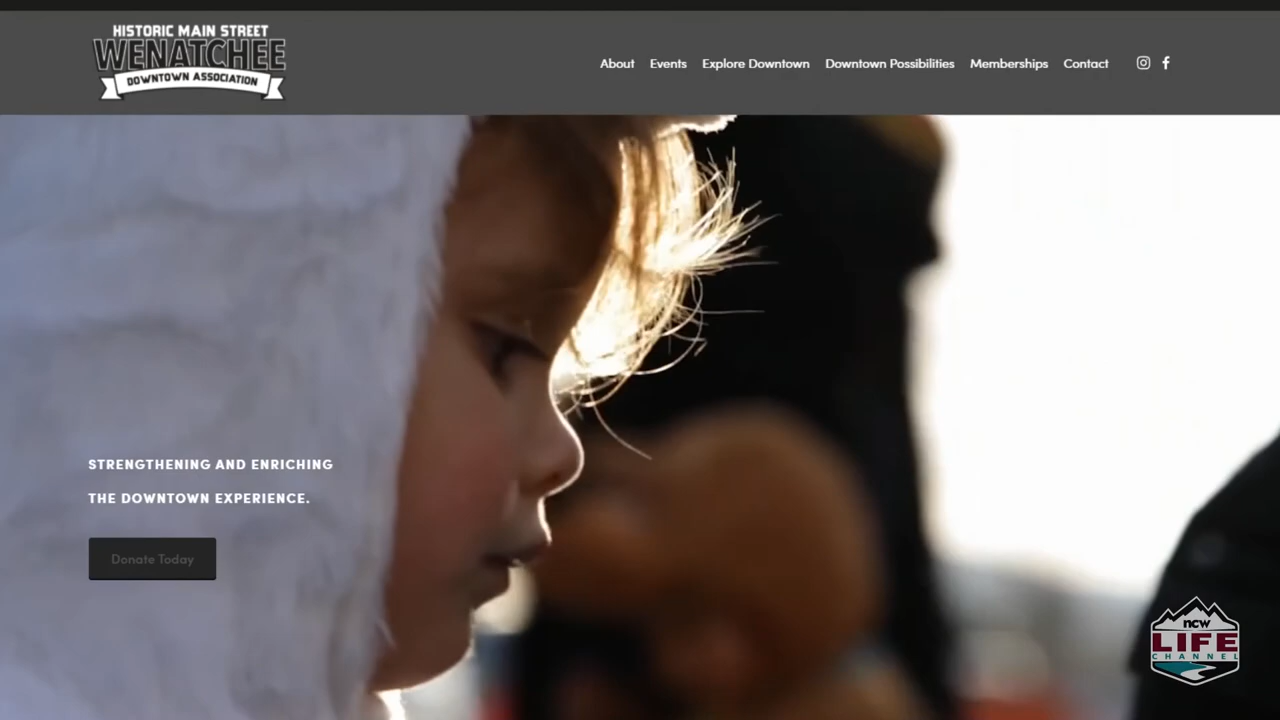 HISTORIC MAIN STREET
WENATCHEE
DOWNTOWN ASSOCIATION
About Events Explore Downtown Downtown Possibilities Memberships Contact
STRENGTHENING AND ENRICHING
THE DOWNTOWN EXPERIENCE.
Donate Today
ncw
LIFE
CHANNEL